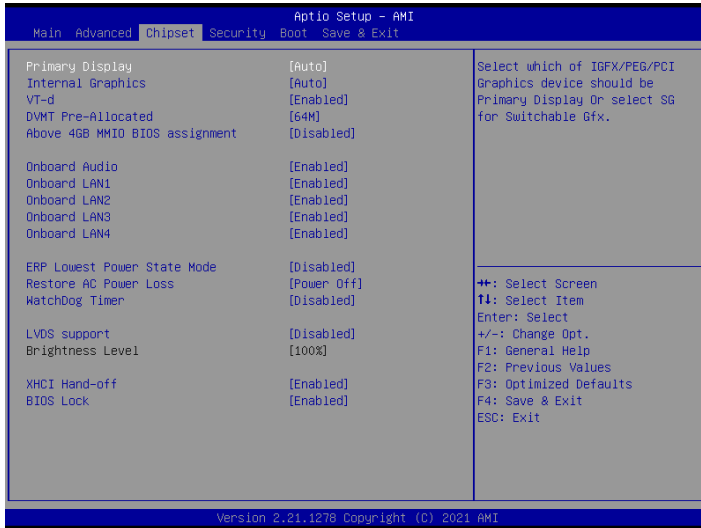 Aptio Setup – AMI
Main Advanced Chipset Security Boot Save & Exit
Primary Display [Auto]
Internal Graphics [Auto]
VT-d [Enabled]
DVMT Pre-Allocated [64M]
Above 4GB MMIO BIOS assignment [Disabled]
Onboard Audio [Enabled]
Onboard LAN1 [Enabled]
Onboard LAN2 [Enabled]
Onboard LAN3 [Enabled]
Onboard LAN4 [Enabled]
ERP Lowest Power State Mode [Disabled]
Restore AC Power Loss [Power Off]
WatchDog Timer [Disabled]
LVDS support [Disabled]
Brightness Level [100%]
XHCI Hand-off [Enabled]
BIOS Lock [Enabled]
Select which of IGFX/PEG/PCI
Graphics device should be
Primary Display Or select SG
for Switchable Gfx.
→←: Select Screen
↑↓: Select Item
Enter: Select
+/-: Change Opt.
F1: General Help
F2: Previous Values
F3: Optimized Defaults
F4: Save & Exit
ESC: Exit
Version 2.21.1278 Copyright (C) 2021 AMI